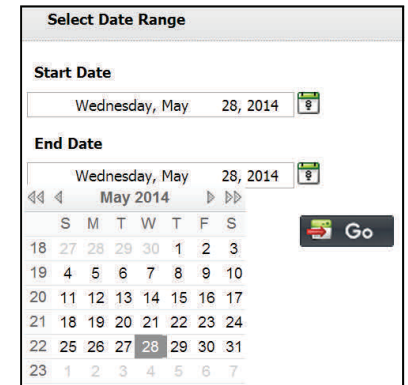 Select Date Range
Start Date
Wednesday, May 28, 2014
End Date
Wednesday, May 28, 2014
May 2014
S M T W T F S
18 27 28 29 30 1 2 3
19 4 5 6 7 8 9 10
20 11 12 13 14 15 16 17
21 18 19 20 21 22 23 24
22 25 26 27 28 29 30 31
23 1 2 3 4 5 6 7
Go